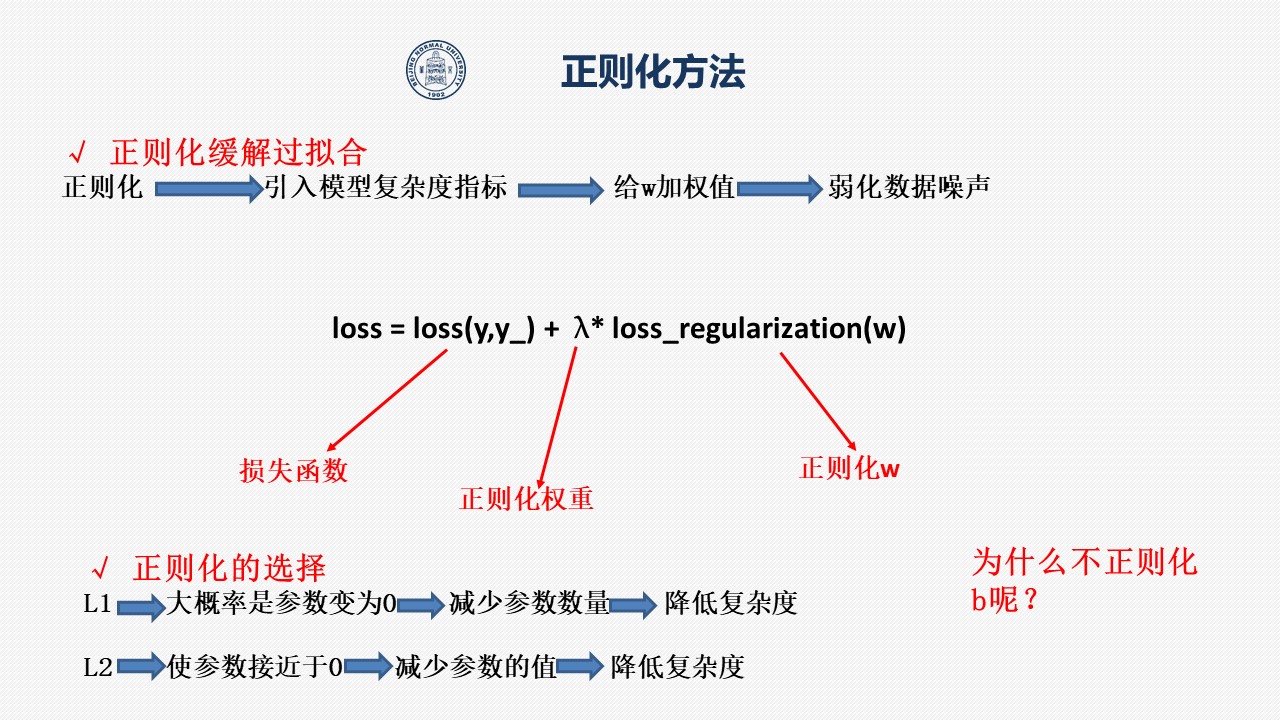 BEIJING NORMAL UNIVERSITY
1902
正则化方法
√ 正则化缓解过拟合
正则化 引入模型复杂度指标 给w加权值 弱化数据噪声
loss = loss(y,y_) + λ* loss_regularization(w)
损失函数
正则化w
正则化权重
√ 正则化的选择
为什么不正则化
b呢？
L1 大概率是参数变为0 减少参数数量 降低复杂度
L2 使参数接近于0 减少参数的值 降低复杂度